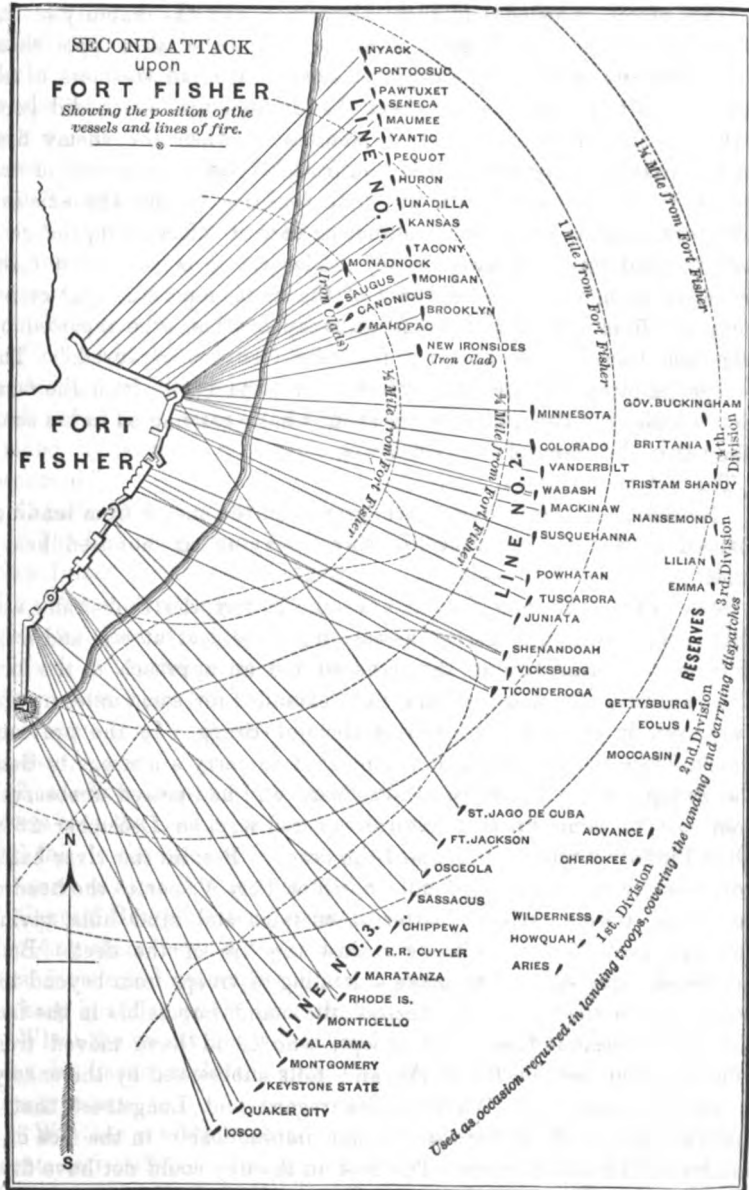 SECOND ATTACK
upon
FORT FISHER
Showing the position of the
vessels and lines of fire.
NYACK
PONTOOSUC
PAWTUXET
SENECA
MAUMEE
YANTIC
PEQUOT
HURON
UNADILLA
KANSAS
TACONY
LINE NO. 1.
MONADNOCK
SAUGUS
CANONICUS
MAHOPAC
(Iron Clads)
MOHIGAN
BROOKLYN
NEW IRONSIDES
(Iron Clad)
½ Mile from Fort Fisher
¾ Mile from Fort Fisher
1 Mile from Fort Fisher
1¼ Mile from Fort Fisher
FORT
FISHER
MINNESOTA
COLORADO
VANDERBILT
WABASH
MACKINAW
SUSQUEHANNA
POWHATAN
TUSCARORA
JUNIATA
SHENANDOAH
VICKSBURG
TICONDEROGA
LINE NO. 2.
GOV. BUCKINGHAM
BRITTANIA
TRISTAM SHANDY
4th. Division
NANSEMOND
LILIAN
EMMA
3rd. Division
RESERVES
GETTYSBURG
EOLUS
MOCCASIN
2nd. Division
ADVANCE
CHEROKEE
WILDERNESS
HOWQUAH
ARIES
1st. Division
Used as occasion required in landing troops, covering the landing and carrying dispatches
ST. JAGO DE CUBA
FT. JACKSON
OSCEOLA
SASSACUS
CHIPPEWA
R.R. CUYLER
MARATANZA
RHODE IS.
MONTICELLO
ALABAMA
MONTGOMERY
KEYSTONE STATE
QUAKER CITY
IOSCO
LINE NO. 3.
N
S